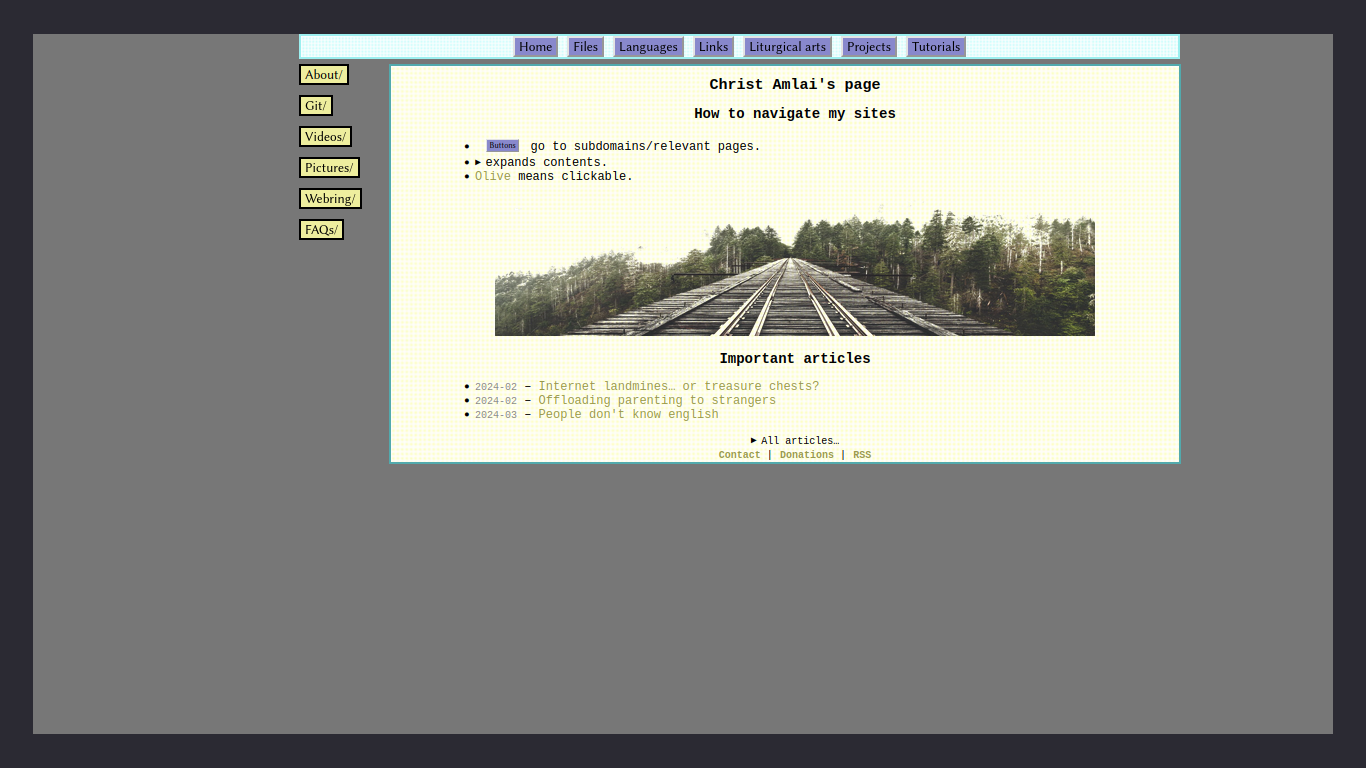 Home Files Languages Links Liturgical arts Projects Tutorials
About/
Git/
Videos/
Pictures/
Webring/
FAQs/
Christ Amlai's page
How to navigate my sites
• Buttons go to subdomains/relevant pages.
• ▶ expands contents.
• Olive means clickable.
Important articles
• 2024-02 – Internet landmines… or treasure chests?
• 2024-02 – Offloading parenting to strangers
• 2024-03 – People don't know english
▶ All articles…
Contact | Donations | RSS